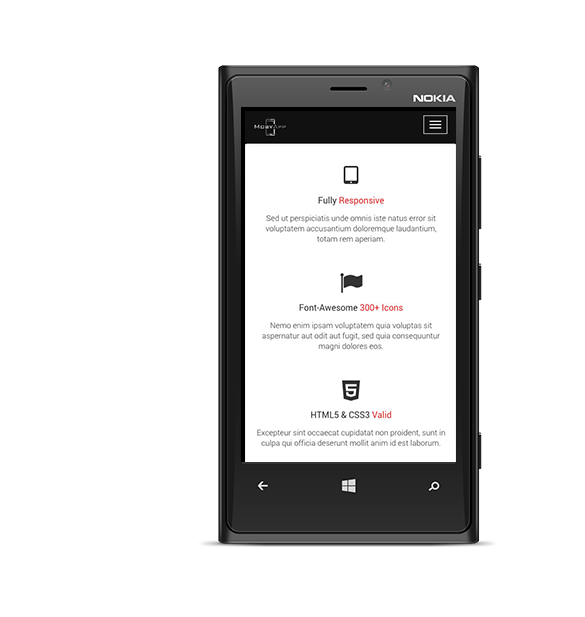 NOKIA
MobyApp
Fully Responsive
Sed ut perspiciatis unde omnis iste natus error sit
voluptatem accusantium doloremque laudantium,
totam rem aperiam.
Font-Awesome 300+ Icons
Nemo enim ipsam voluptatem quia voluptas sit
aspernatur aut odit aut fugit, sed quia consequuntur
magni dolores eos.
5
HTML5 & CSS3 Valid
Excepteur sint occaecat cupidatat non proident, sunt in
culpa qui officia deserunt mollit anim id est laborum.